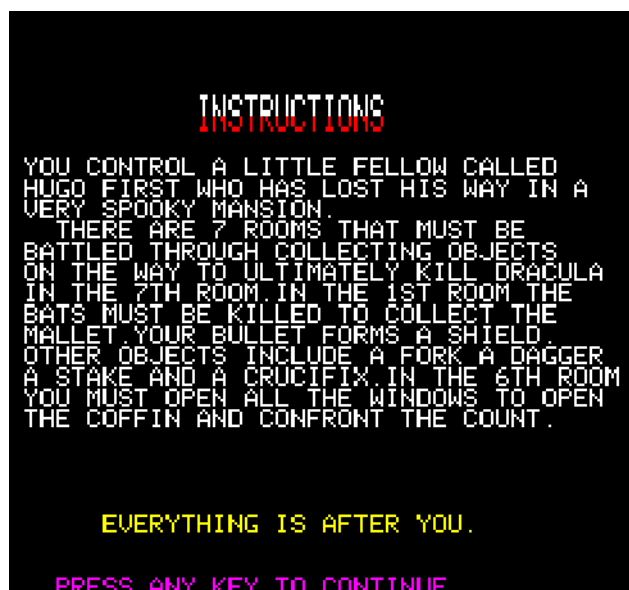 INSTRUCTIONS
YOU CONTROL A LITTLE FELLOW CALLED
HUGO FIRST WHO HAS LOST HIS WAY IN A
VERY SPOOKY MANSION.
THERE ARE 7 ROOMS THAT MUST BE
BATTLED THROUGH COLLECTING OBJECTS
ON THE WAY TO ULTIMATELY KILL DRACULA
IN THE 7TH ROOM.IN THE 1ST ROOM THE
BATS MUST BE KILLED TO COLLECT THE
MALLET.YOUR BULLET FORMS A SHIELD.
OTHER OBJECTS INCLUDE A FORK A DAGGER
A STAKE AND A CRUCIFIX.IN THE 6TH ROOM
YOU MUST OPEN ALL THE WINDOWS TO OPEN
THE COFFIN AND CONFRONT THE COUNT.
EVERYTHING IS AFTER YOU.
PRESS ANY KEY TO CONTINUE